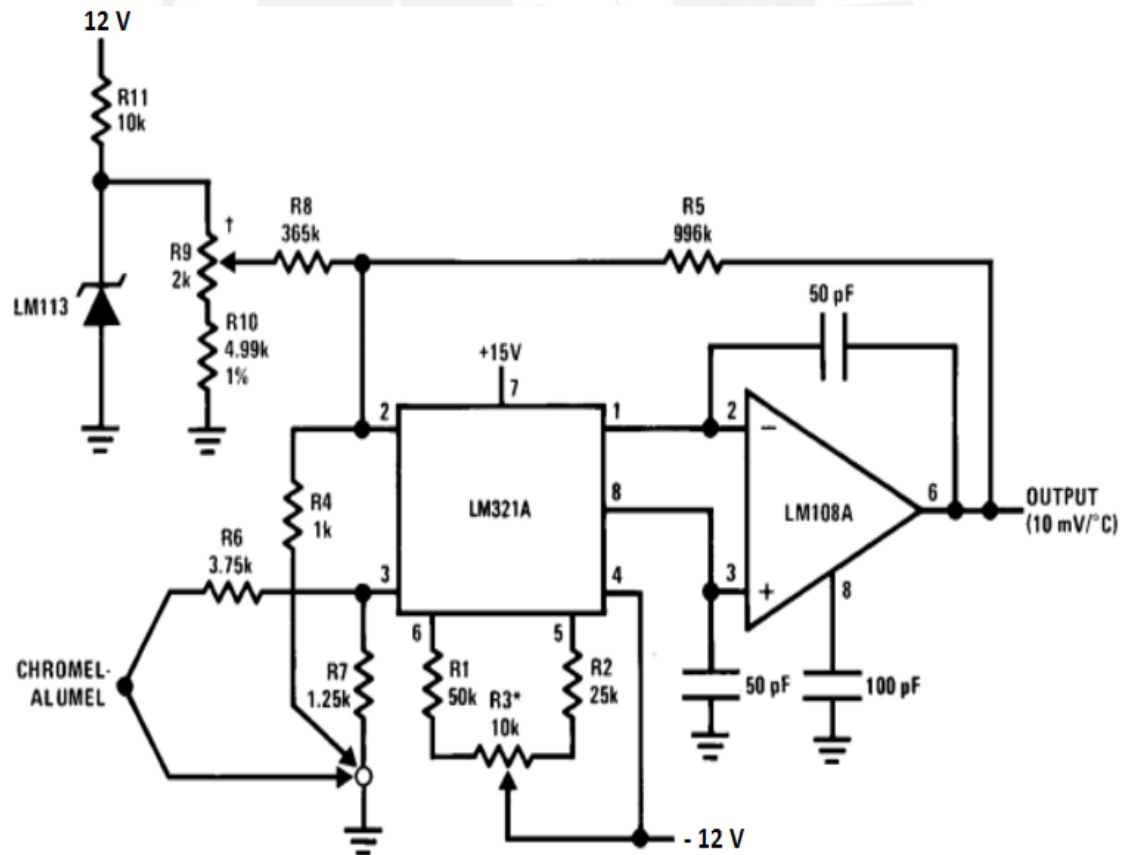 12 V
R11
10k
R8
365k
R5
996k
†
R9
2k
LM113
R10
4.99k
1%
50 pF
+15V
7
2
1
2
−
LM321A
8
LM108A
6
OUTPUT
(10 mV/°C)
R4
1k
R6
3.75k
3
4
3
+
8
6
5
CHROMEL-
ALUMEL
R7
1.25k
R1
50k
R3*
10k
R2
25k
50 pF
100 pF
- 12 V